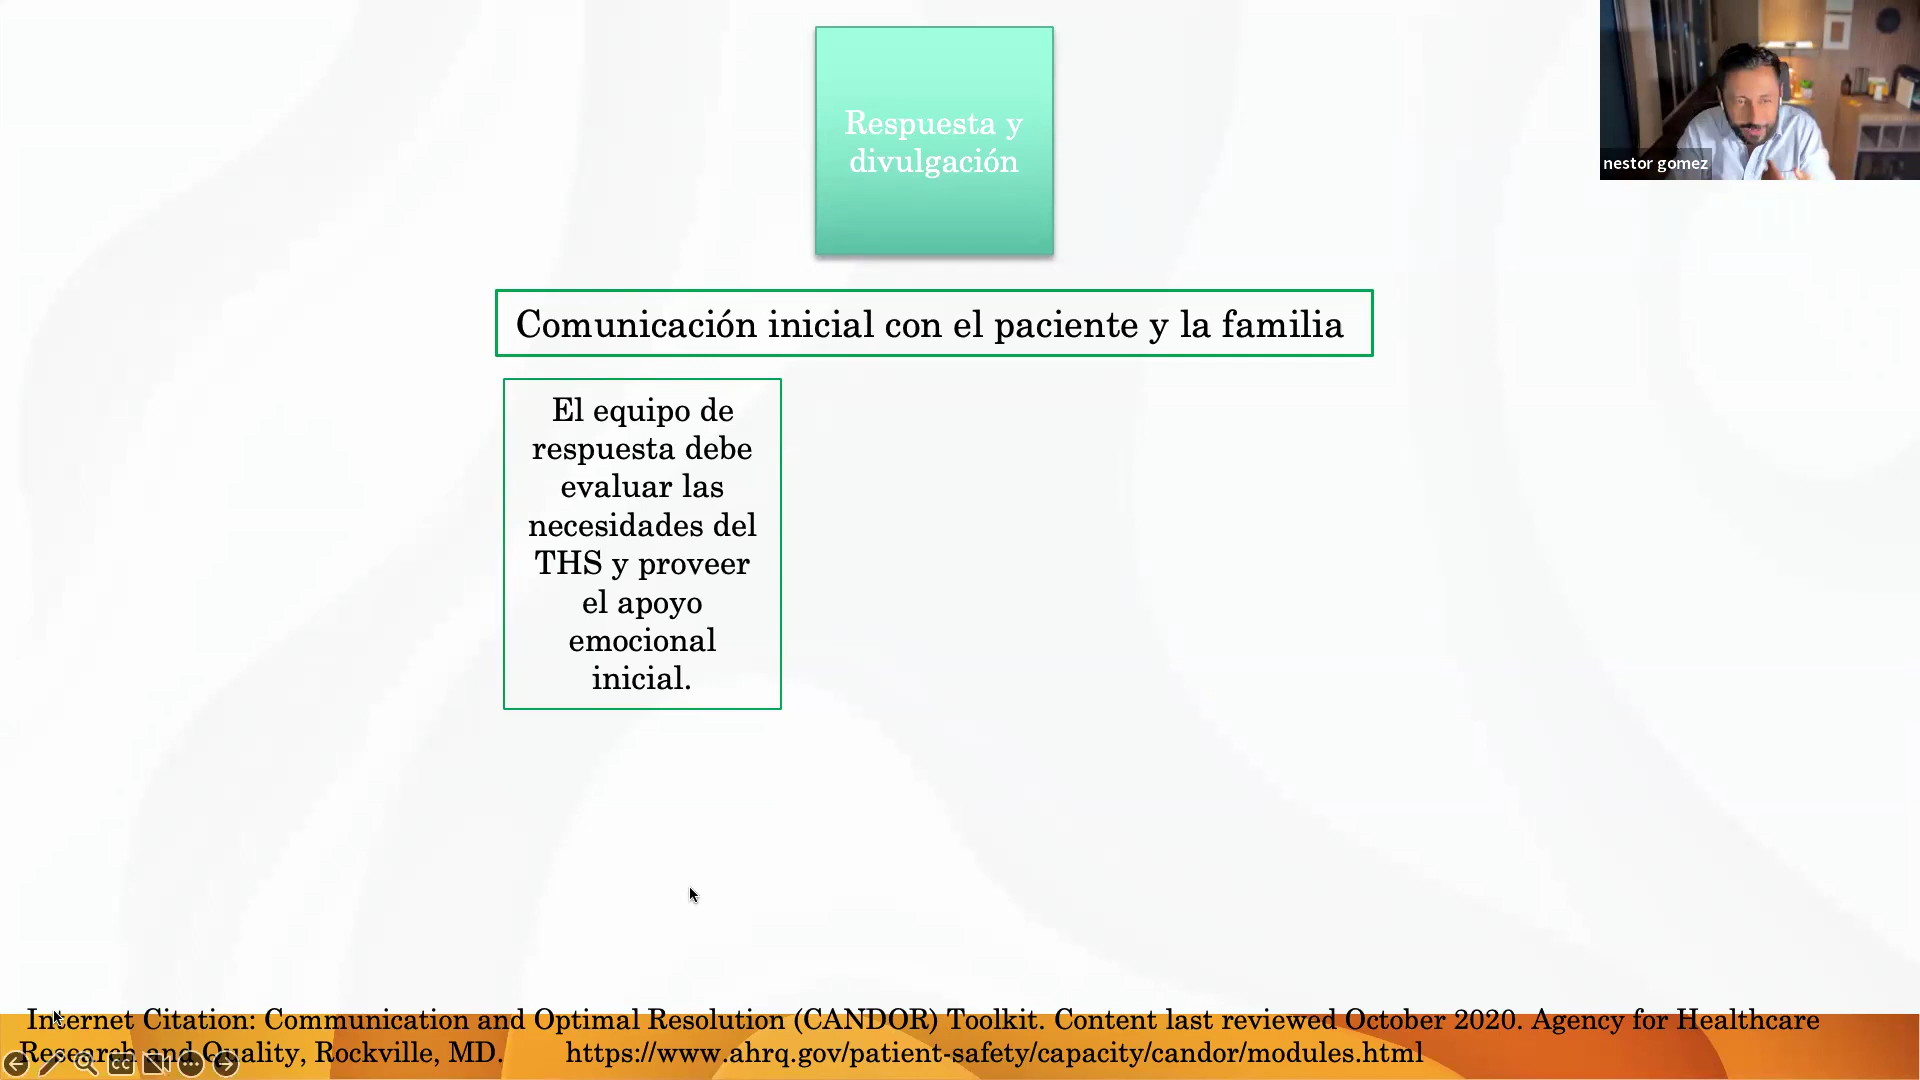 Respuesta y
divulgación
nestor gomez
Comunicación inicial con el paciente y la familia
El equipo de
respuesta debe
evaluar las
necesidades del
THS y proveer
el apoyo
emocional
inicial.
Internet Citation: Communication and Optimal Resolution (CANDOR) Toolkit. Content last reviewed October 2020. Agency for Healthcare
Research and Quality, Rockville, MD. https://www.ahrq.gov/patient-safety/capacity/candor/modules.html
CC